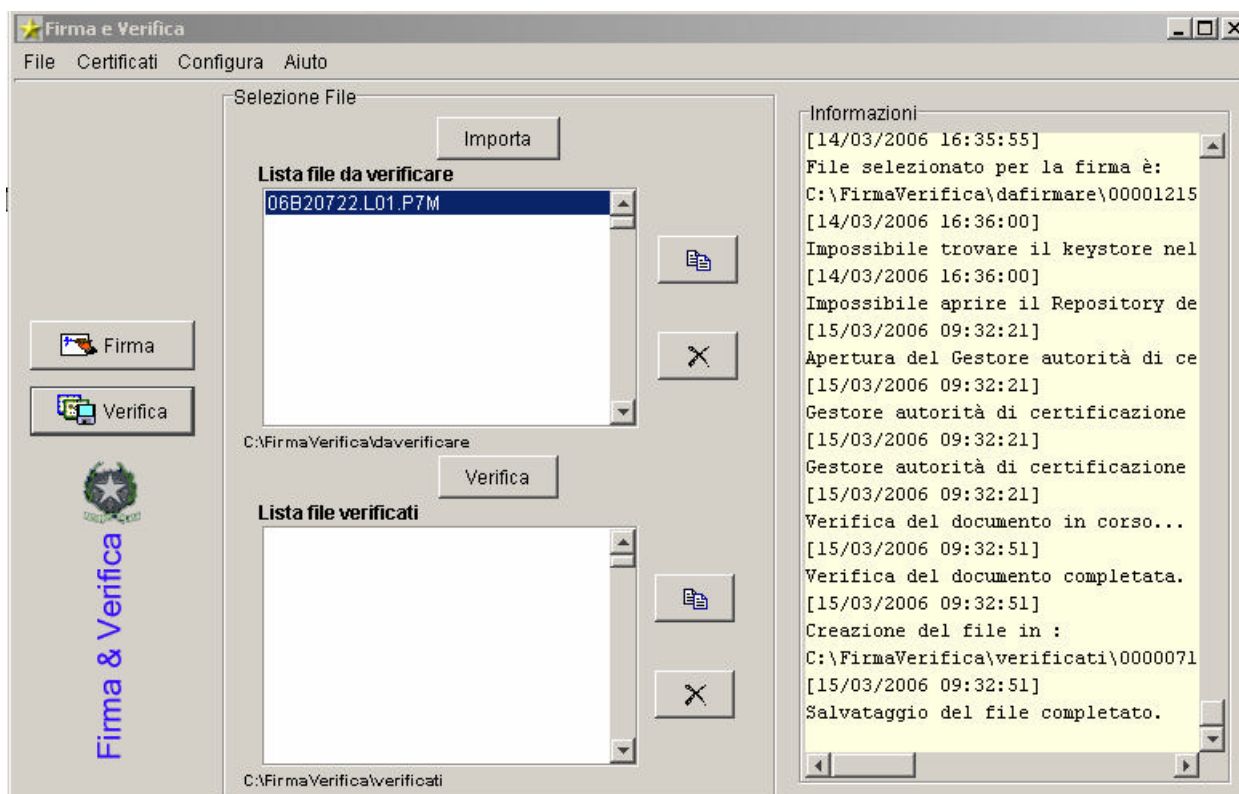 Firma e Verifica
File Certificati Configura Aiuto
Selezione File
Importa
Lista file da verificare
06B20722.L01.P7M
C:\FirmaVerifica\daverificare
Verifica
Lista file verificati
C:\FirmaVerifica\verificati
Firma
Verifica
Firma & Verifica
Informazioni
[14/03/2006 16:35:55]
File selezionato per la firma è:
C:\FirmaVerifica\dafirmare\00001215
[14/03/2006 16:36:00]
Impossibile trovare il keystore nel
[14/03/2006 16:36:00]
Impossibile aprire il Repository de
[15/03/2006 09:32:21]
Apertura del Gestore autorità di ce
[15/03/2006 09:32:21]
Gestore autorità di certificazione
[15/03/2006 09:32:21]
Gestore autorità di certificazione
[15/03/2006 09:32:21]
Verifica del documento in corso...
[15/03/2006 09:32:51]
Verifica del documento completata.
[15/03/2006 09:32:51]
Creazione del file in :
C:\FirmaVerifica\verificati\0000071
[15/03/2006 09:32:51]
Salvataggio del file completato.